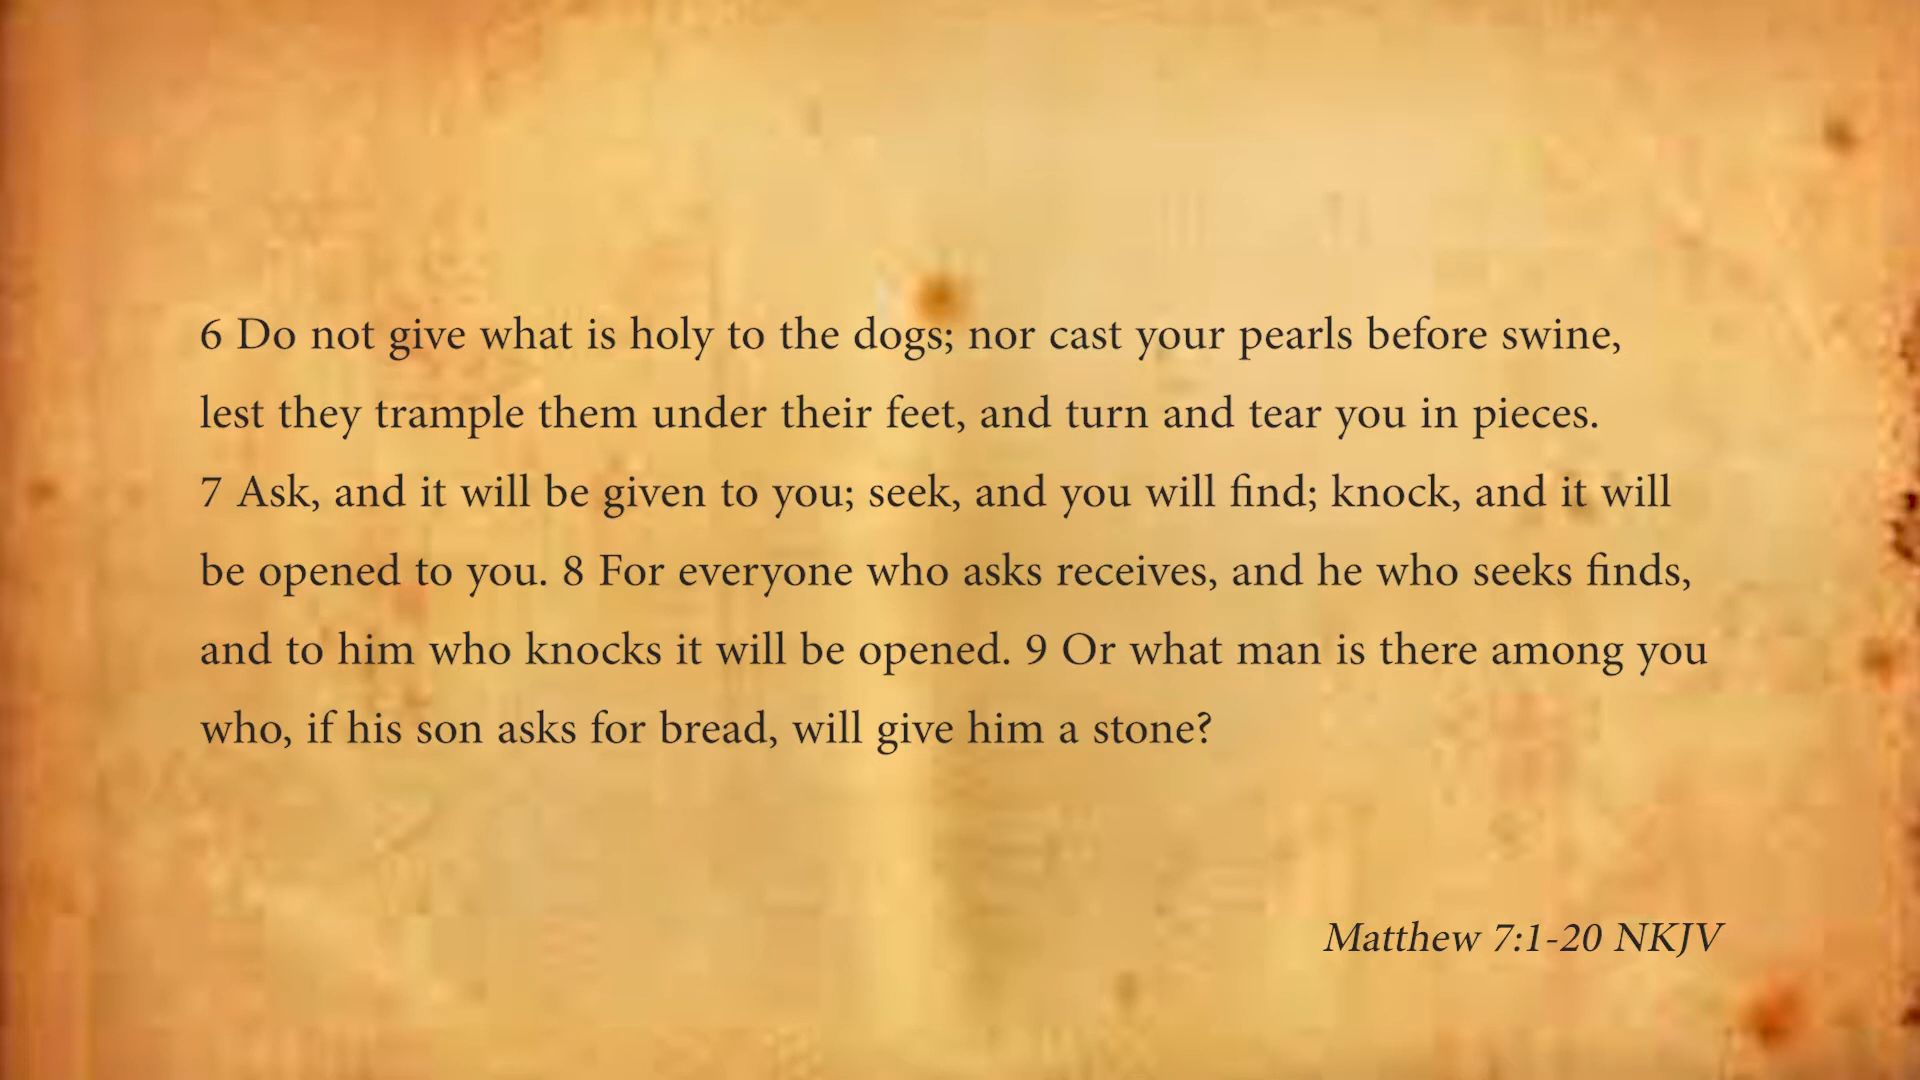 6 Do not give what is holy to the dogs; nor cast your pearls before swine,
lest they trample them under their feet, and turn and tear you in pieces.
7 Ask, and it will be given to you; seek, and you will find; knock, and it will
be opened to you. 8 For everyone who asks receives, and he who seeks finds,
and to him who knocks it will be opened. 9 Or what man is there among you
who, if his son asks for bread, will give him a stone?
Matthew 7:1-20 NKJV